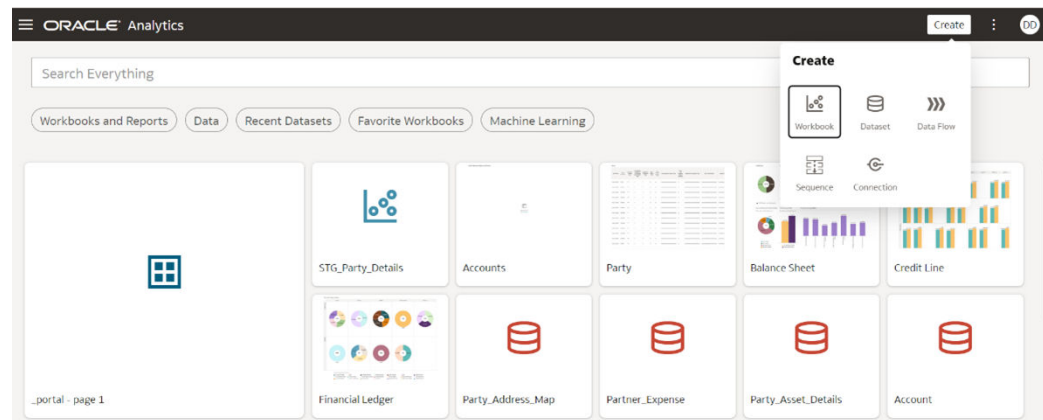 ORACLE Analytics
Create
DD
Search Everything
Workbooks and Reports
Data
Recent Datasets
Favorite Workbooks
Machine Learning
Create
Workbook
Dataset
Data Flow
Sequence
Connection
_portal - page 1
STG_Party_Details
Accounts
Party
Balance Sheet
Credit Line
Financial Ledger
Party_Address_Map
Partner_Expense
Party_Asset_Details
Account